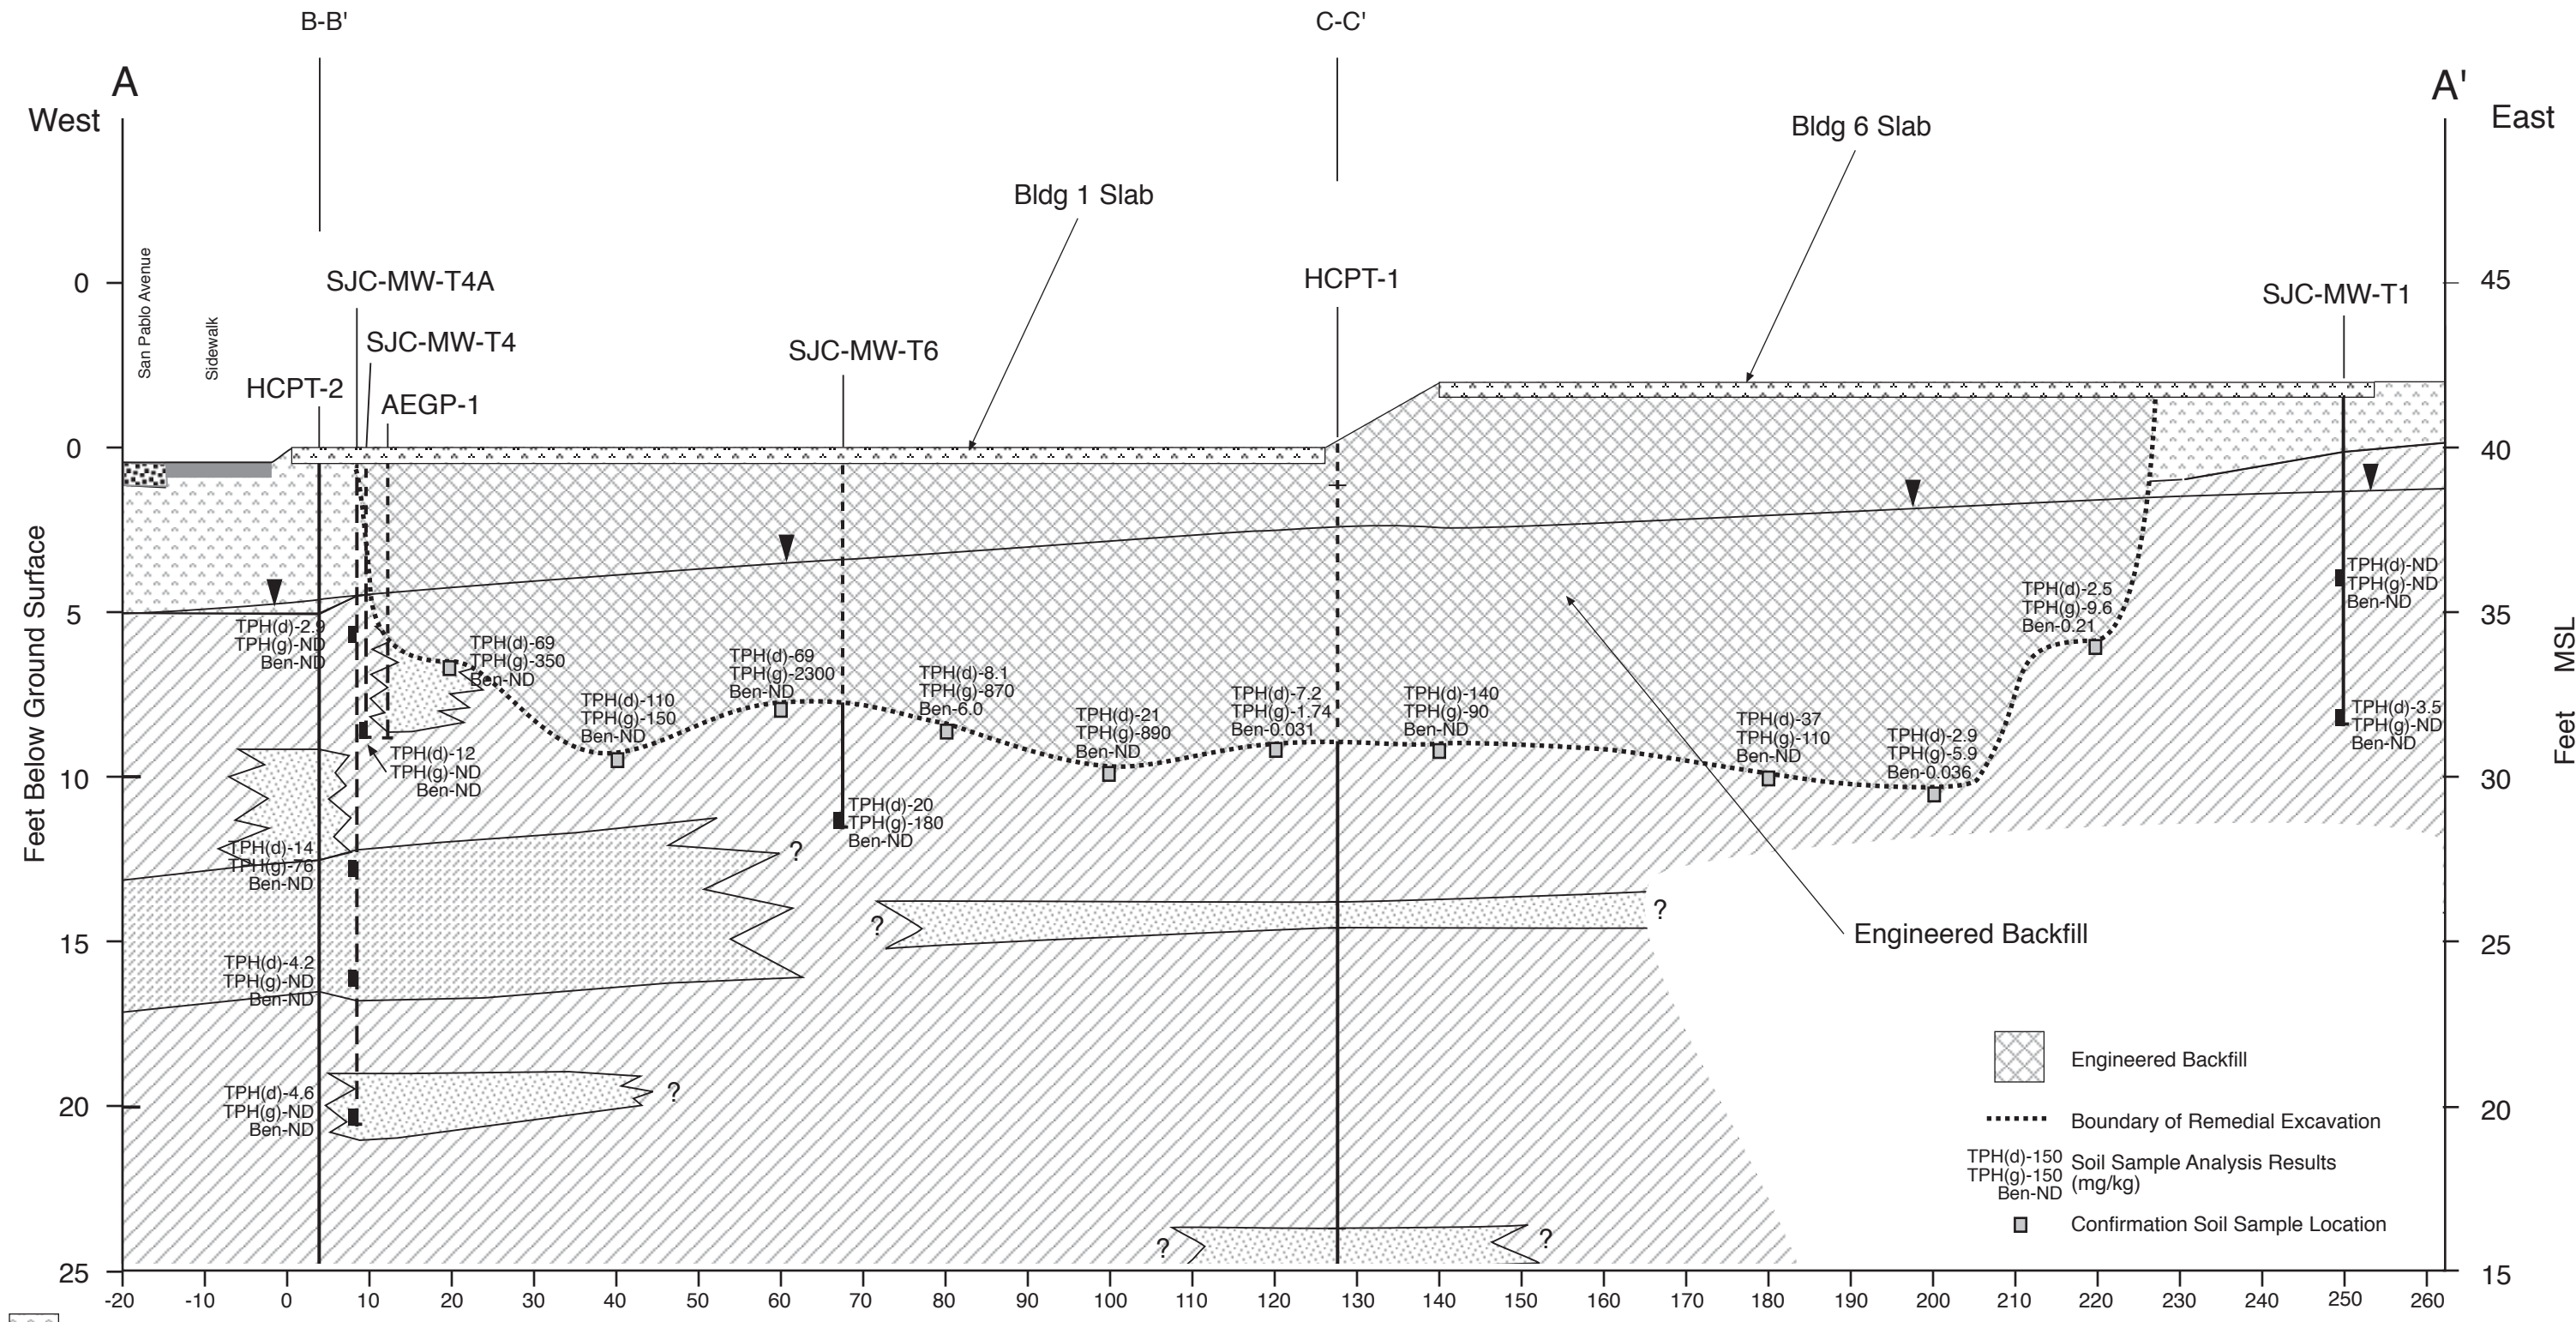 B-B'
C-C'
A
A'
West
East
Bldg 6 Slab
Bldg 1 Slab
San Pablo Avenue
Sidewalk
SJC-MW-T4A
SJC-MW-T4
HCPT-2
AEGP-1
SJC-MW-T6
HCPT-1
SJC-MW-T1
0
0
5
10
15
20
25
Feet Below Ground Surface
45
40
35
30
25
20
15
Feet MSL
TPH(d)-2.9
TPH(g)-ND
Ben-ND
TPH(d)-69
TPH(g)-350
Ben-ND
TPH(d)-12
TPH(g)-ND
Ben-ND
TPH(d)-110
TPH(g)-150
Ben-ND
TPH(d)-69
TPH(g)-2300
Ben-ND
TPH(d)-8.1
TPH(g)-870
Ben-6.0
TPH(d)-21
TPH(g)-890
Ben-ND
TPH(d)-7.2
TPH(g)-1.74
Ben-0.031
TPH(d)-140
TPH(g)-90
Ben-ND
TPH(d)-37
TPH(g)-110
Ben-ND
TPH(d)-2.9
TPH(g)-5.9
Ben-0.036
TPH(d)-2.5
TPH(g)-9.6
Ben-0.21
TPH(d)-ND
TPH(g)-ND
Ben-ND
TPH(d)-3.5
TPH(g)-ND
Ben-ND
TPH(d)-20
TPH(g)-180
Ben-ND
TPH(d)-14
TPH(g)-76
Ben-ND
TPH(d)-4.2
TPH(g)-ND
Ben-ND
TPH(d)-4.6
TPH(g)-ND
Ben-ND
?
?
?
?
?
?
Engineered Backfill
Engineered Backfill
Boundary of Remedial Excavation
TPH(d)-150
TPH(g)-150
Ben-ND
Soil Sample Analysis Results
(mg/kg)
Confirmation Soil Sample Location
-20 -10 0 10 20 30 40 50 60 70 80 90 100 110 120 130 140 150 160 170 180 190 200 210 220 230 240 250 260